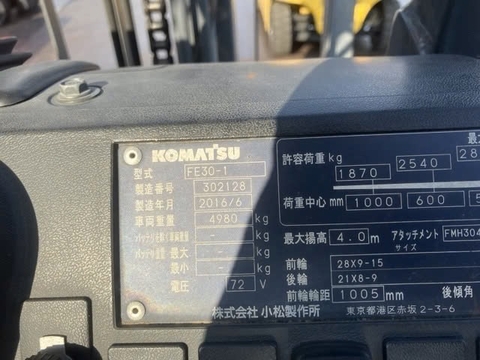 KOMATSU
型式 FE30-1
製造番号 302128
製造年月 2016/6
車両重量 4980 kg
- kg
最大 - kg
最小 - kg
電圧 72 V
株式会社 小松製作所
許容荷重 kg
1870 2540 28
荷重中心 mm 1000 600 5
最大揚高 4.0 m アタッチメント FMH304
サイズ
前輪 28X9-15
後輪 21X8-9
前輪輪距 1005 mm 後傾角
東京都港区赤坂 2-3-6